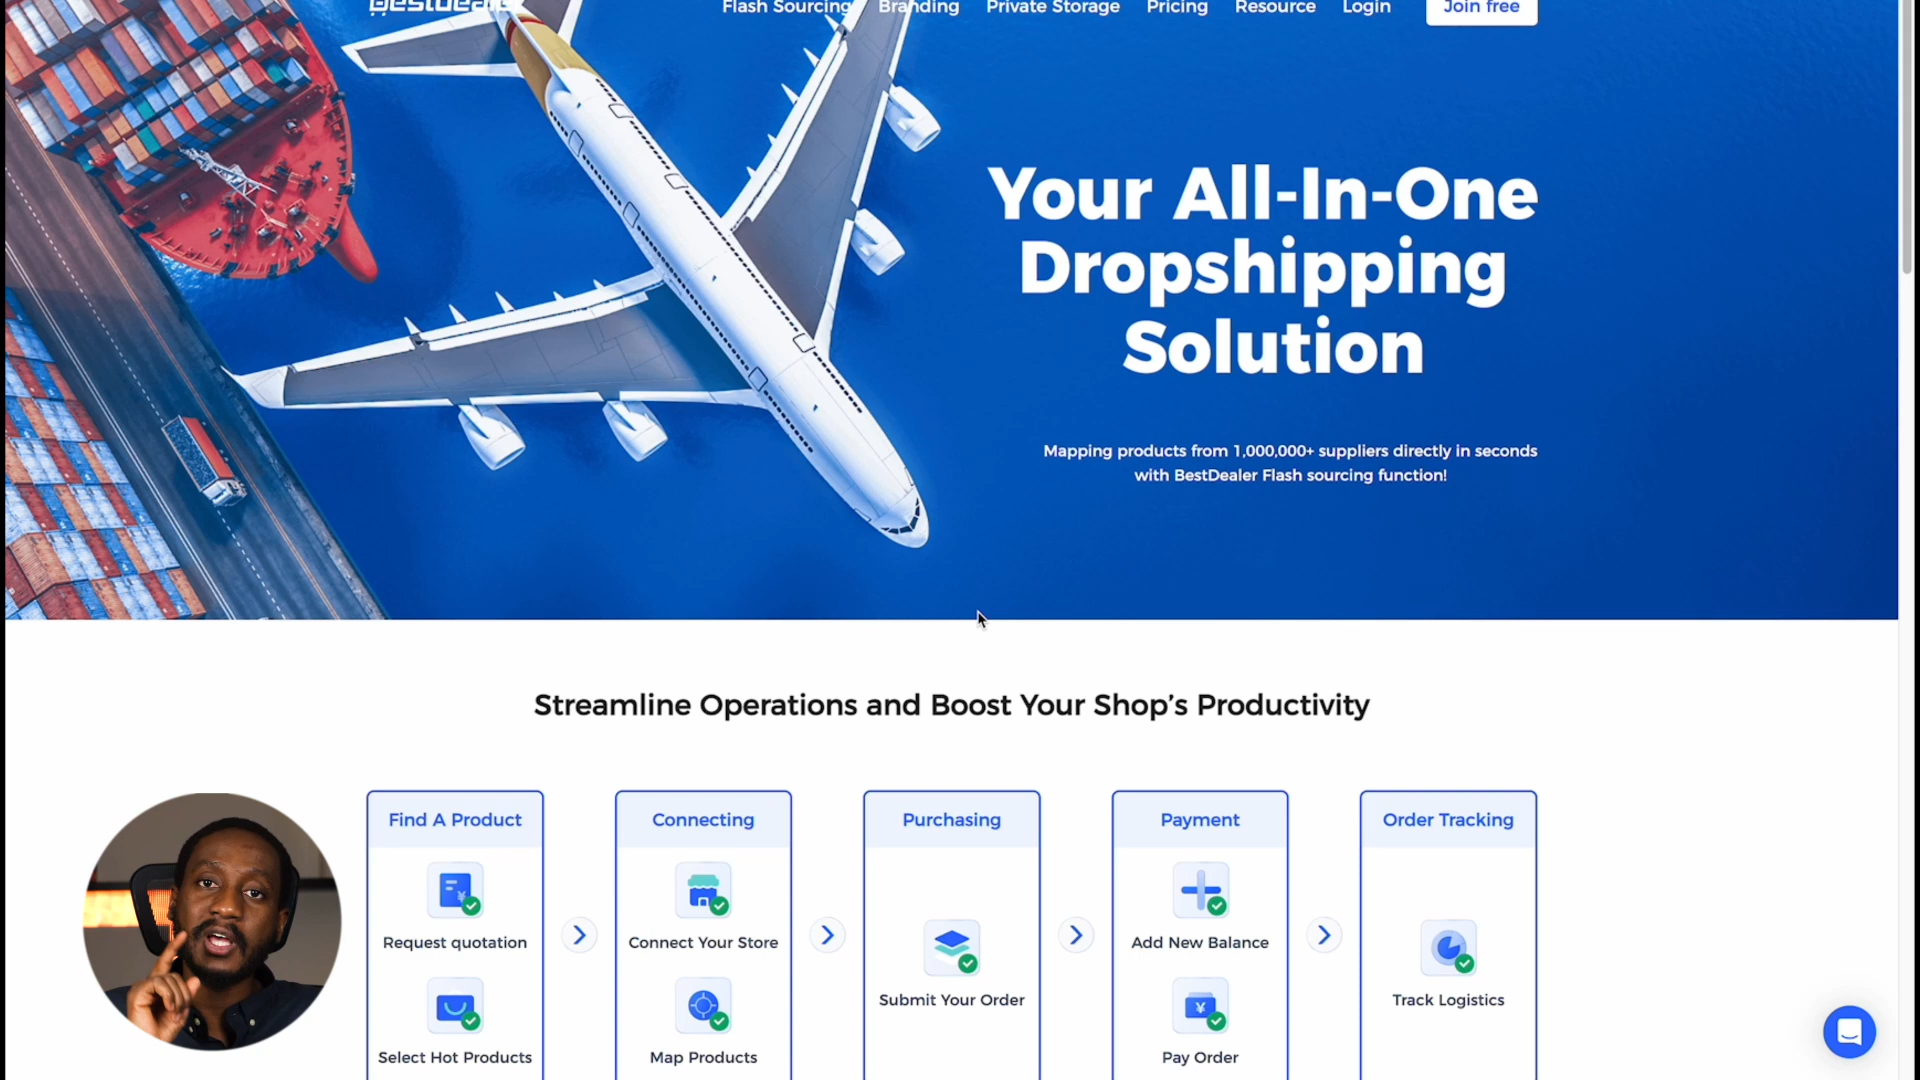 BestDealer
Flash Sourcing Branding Private Storage Pricing Resource Login Join free
Your All-In-One
Dropshipping
Solution
Mapping products from 1,000,000+ suppliers directly in seconds
with BestDealer Flash sourcing function!
Streamline Operations and Boost Your Shop’s Productivity
Find A Product
Request quotation
Select Hot Products
Connecting
Connect Your Store
Map Products
Purchasing
Submit Your Order
Payment
Add New Balance
Pay Order
Order Tracking
Track Logistics